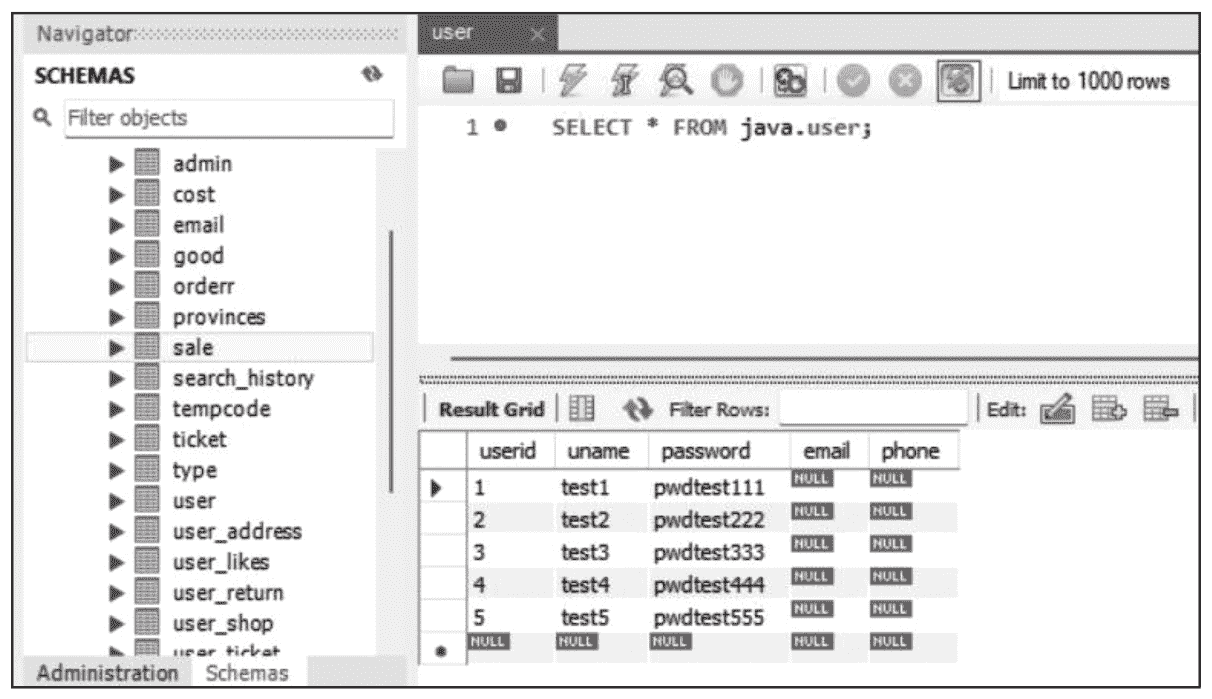 Navigator
SCHEMAS
Filter objects
admin
cost
email
good
orderr
provinces
sale
search_history
tempcode
ticket
type
user
user_address
user_likes
user_return
user_shop
user_ticket
Administration Schemas
user
Limit to 1000 rows
1 SELECT * FROM java.user;
Result Grid Filter Rows: Edit:
userid uname password email phone
1 test1 pwdtest111 NULL NULL
2 test2 pwdtest222 NULL NULL
3 test3 pwdtest333 NULL NULL
4 test4 pwdtest444 NULL NULL
5 test5 pwdtest555 NULL NULL
NULL NULL NULL NULL NULL